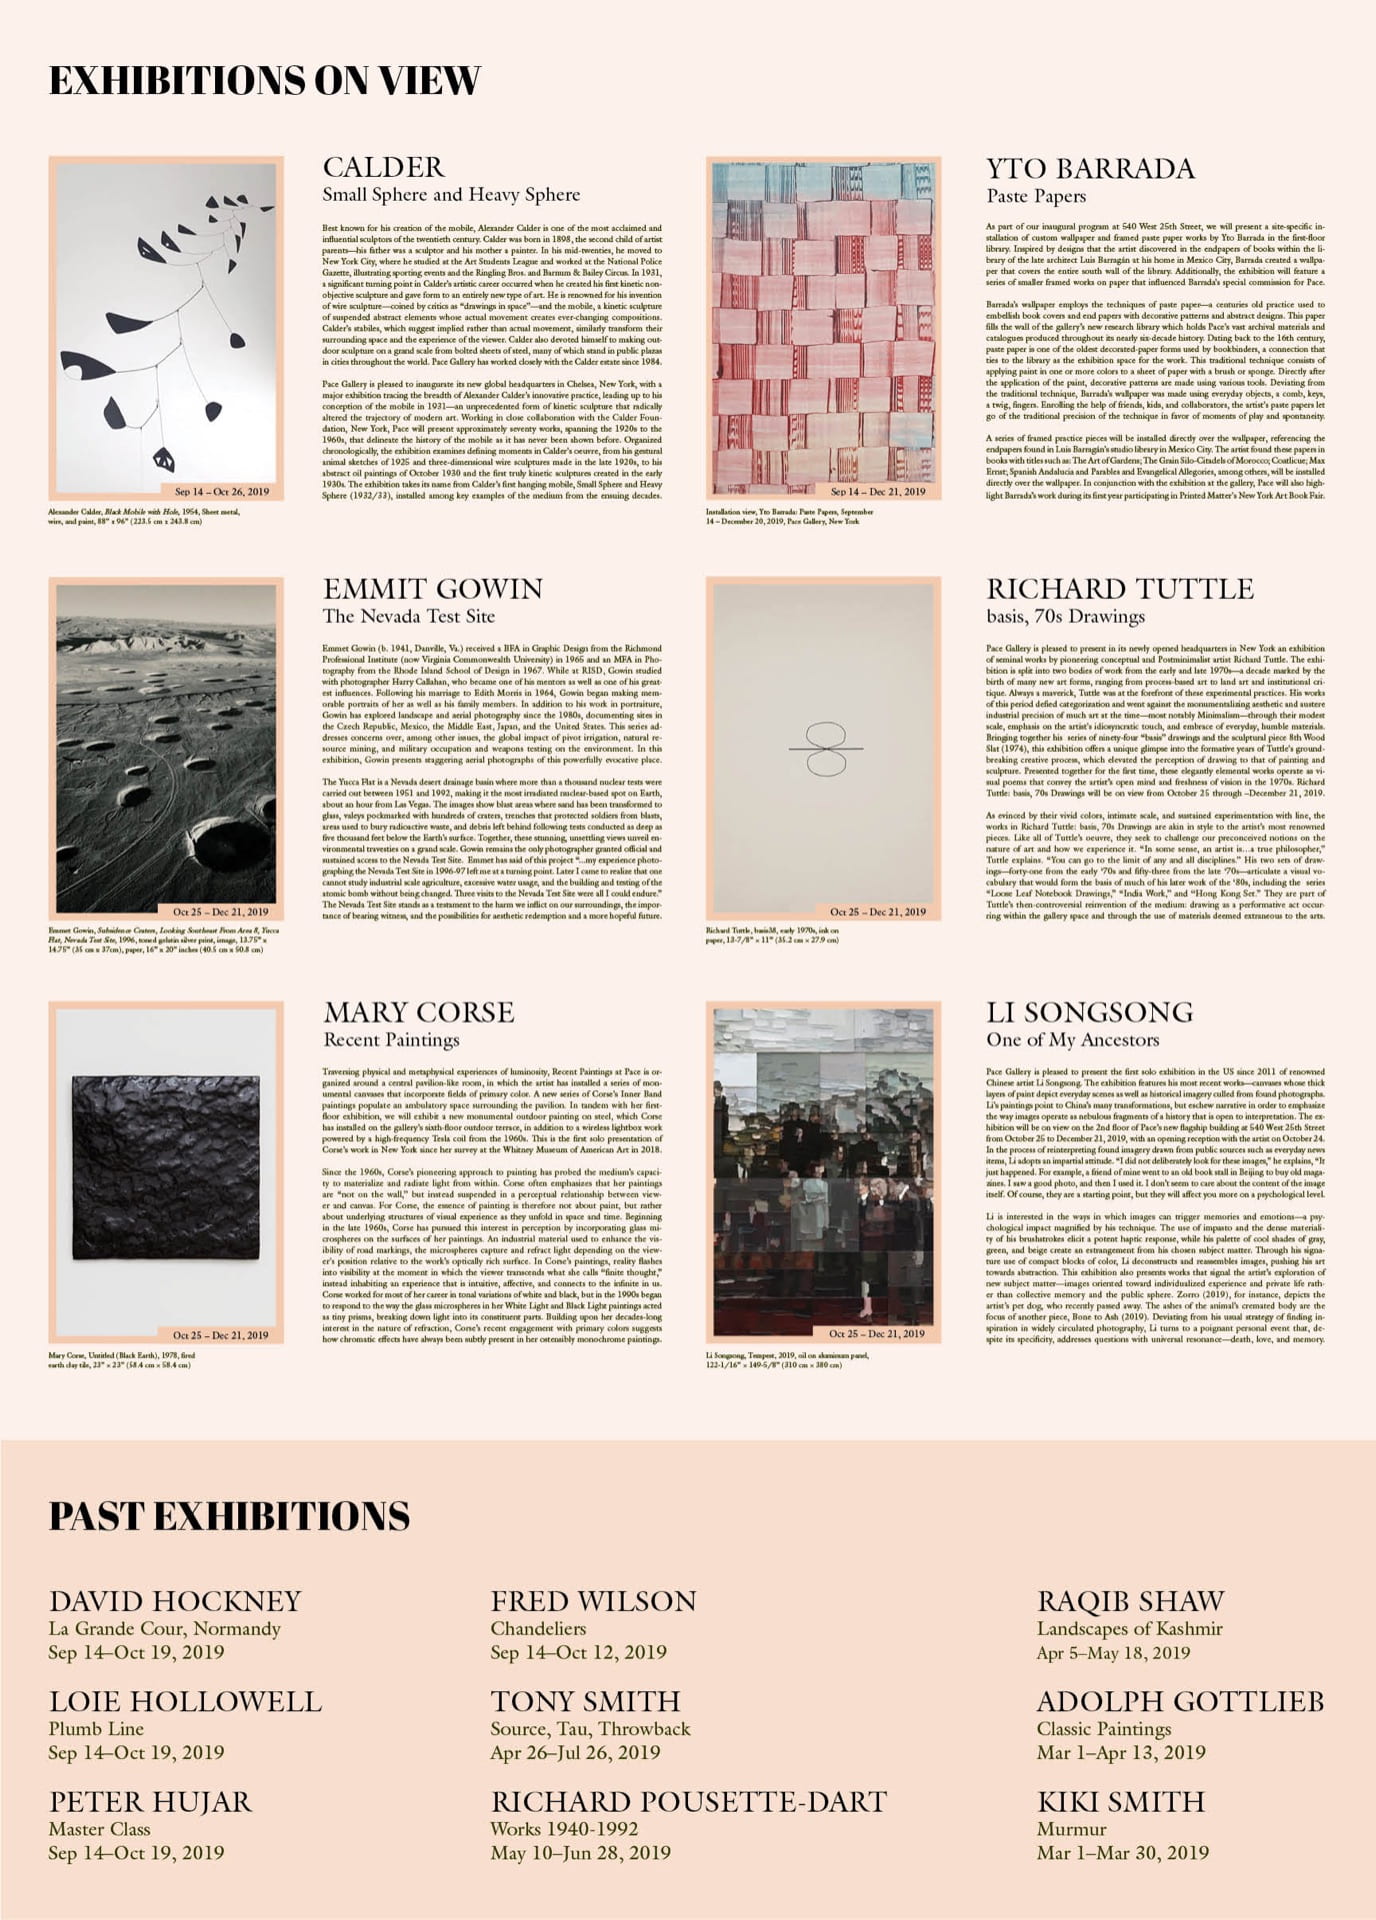 EXHIBITIONS ON VIEW
Sep 14 – Oct 26, 2019
Alexander Calder, Black Mobile with Hole, 1954, Sheet metal,
wire, and paint, 88" x 96" (223.5 cm x 243.8 cm)
CALDER
Small Sphere and Heavy Sphere
Best known for his creation of the mobile, Alexander Calder is one of the most acclaimed and
influential sculptors of the twentieth century. Calder was born in 1898, the second child of artist
parents—his father was a sculptor and his mother a painter. In his mid-twenties, he moved to
New York City, where he studied at the Art Students League and worked at the National Police
Gazette, illustrating sporting events and the Ringling Bros. and Barnum & Bailey Circus. In 1931,
a significant turning point in Calder's artistic career occurred when he created his first kinetic non-
objective sculpture and gave form to an entirely new type of art. He is renowned for his invention
of wire sculpture—coined by critics as "drawings in space"—and the mobile, a kinetic sculpture
of suspended abstract elements whose actual movement creates ever-changing compositions.
Calder's stabiles, which suggest implied rather than actual movement, similarly transform their
surrounding space and the experience of the viewer. Calder also devoted himself to making out-
door sculpture on a grand scale from bolted sheets of steel, many of which stand in public plazas
in cities throughout the world. Pace Gallery has worked closely with the Calder Estate since 1984.
Pace Gallery is pleased to inaugurate its new global headquarters in Chelsea, New York, with a
major exhibition tracing the breadth of Alexander Calder's innovative practice, leading up to his
conception of the mobile in 1931—an unprecedented form of kinetic sculpture that radically
altered the trajectory of modern art. Working in close collaboration with the Calder Foun-
dation, New York, Pace will present approximately seventy works, spanning the 1920s to the
1960s, that delineate the history of the mobile as it has never been shown before. Organized
chronologically, the exhibition examines defining moments in Calder's oeuvre, from his gestural
animal sketches of 1925 and three-dimensional wire sculptures made in the late 1920s, to his
abstract oil paintings of October 1930 and the first truly kinetic sculptures created in the early
1930s. The exhibition takes its name from Calder's first hanging mobile, Small Sphere and Heavy
Sphere (1932/33), installed among key examples of the medium from the ensuing decades.
Sep 14 – Dec 21, 2019
Installation view, Yto Barrada: Paste Papers, September
14 – December 20, 2019, Pace Gallery, New York
YTO BARRADA
Paste Papers
As part of our inaugural program at 540 West 25th Street, we will present a site-specific in-
stallation of custom wallpaper and framed paste paper works by Yto Barrada in the first-floor
library. Inspired by designs that the artist discovered in the endpapers of books within the li-
brary of the late architect Luis Barragán at his home in Mexico City, Barrada created a wallpa-
per that covers the entire south wall of the library. Additionally, the exhibition will feature a
series of smaller framed works on paper that influenced Barrada's special commission for Pace.
Barrada's wallpaper employs the techniques of paste paper—a centuries old practice used to
embellish book covers and end papers with decorative patterns and abstract designs. This paper
fills the wall of the gallery's new research library which holds Pace's vast archival materials and
catalogues produced throughout its nearly six-decade history. Dating back to the 16th century,
paste paper is one of the oldest decorated-paper forms used by bookbinders, a connection that
ties to the library as the exhibition space for the work. This traditional technique consists of
applying paint in one or more colors to a sheet of paper with a brush or sponge. Directly after
the application of the paint, decorative patterns are made using various tools. Deviating from
the traditional technique, Barrada's wallpaper was made using everyday objects, a comb, keys,
a twig, fingers. Enrolling the help of friends, kids, and collaborators, the artist's paste papers let
go of the traditional precision of the technique in favor of moments of play and spontaneity.
A series of framed practice pieces will be installed directly over the wallpaper, referencing the
endpapers found in Luis Barragán's studio library in Mexico City. The artist found these papers in
books with titles such as: The Art of Gardens; The Grain Silo-Citadels of Morocco; Coatlicue; Max
Ernst; Spanish Andalucia and Parables and Evangelical Allegories, among others, will be installed
directly over the wallpaper. In conjunction with the exhibition at the gallery, Pace will also high-
light Barrada's work during its first year participating in Printed Matter's New York Art Book Fair.
Oct 25 – Dec 21, 2019
Emmet Gowin, Subsidence Craters, Looking Southeast From Area 8, Yucca
Flat, Nevada Test Site, 1996, toned gelatin silver print, image, 13.75" x
14.75" (35 cm x 37cm), paper, 16" x 20" inches (40.5 cm x 50.8 cm)
EMMIT GOWIN
The Nevada Test Site
Emmet Gowin (b. 1941, Danville, Va.) received a BFA in Graphic Design from the Richmond
Professional Institute (now Virginia Commonwealth University) in 1965 and an MFA in Pho-
tography from the Rhode Island School of Design in 1967. While at RISD, Gowin studied
with photographer Harry Callahan, who became one of his mentors as well as one of his great-
est influences. Following his marriage to Edith Morris in 1964, Gowin began making mem-
orable portraits of her as well as his family members. In addition to his work in portraiture,
Gowin has explored landscape and aerial photography since the 1980s, documenting sites in
the Czech Republic, Mexico, the Middle East, Japan, and the United States. This series ad-
dresses concerns over, among other issues, the global impact of pivot irrigation, natural re-
source mining, and military occupation and weapons testing on the environment. In this
exhibition, Gowin presents staggering aerial photographs of this powerfully evocative place.
The Yucca Flat is a Nevada desert drainage basin where more than a thousand nuclear tests were
carried out between 1951 and 1992, making it the most irradiated nuclear-based spot on Earth,
about an hour from Las Vegas. The images show blast areas where sand has been transformed to
glass, valeys pockmarked with hundreds of craters, trenches that protected soldiers from blasts,
areas used to bury radioactive waste, and debris left behind following tests conducted as deep as
five thousand feet below the Earth's surface. Together, these stunning, unsettling views unveil en-
vironmental travesties on a grand scale. Gowin remains the only photographer granted official and
sustained access to the Nevada Test Site. Emmet has said of this project "...my experience photo-
graphing the Nevada Test Site in 1996-97 left me at a turning point. Later I came to realize that one
cannot study industrial scale agriculture, excessive water usage, and the building and testing of the
atomic bomb without being changed. Three visits to the Nevada Test Site were all I could endure."
The Nevada Test Site stands as a testament to the harm we inflict on our surroundings, the impor-
tance of bearing witness, and the possibilities for aesthetic redemption and a more hopeful future.
Oct 25 – Dec 21, 2019
Richard Tuttle, basis38, early 1970s, ink on
paper, 13-7/8" × 11" (35.2 cm × 27.9 cm)
RICHARD TUTTLE
basis, 70s Drawings
Pace Gallery is pleased to present in its newly opened headquarters in New York an exhibition
of seminal works by pioneering conceptual and Postminimalist artist Richard Tuttle. The exhi-
bition is split into two bodies of work from the early and late 1970s—a decade marked by the
birth of many new art forms, ranging from process-based art to land art and institutional cri-
tique. Always a maverick, Tuttle was at the forefront of these experimental practices. His works
of this period defied categorization and went against the monumentalizing aesthetic and austere
industrial precision of much art at the time—most notably Minimalism—through their modest
scale, emphasis on the artist's idiosyncratic touch, and embrace of everyday, humble materials.
Bringing together his series of ninety-four "basis" drawings and the sculptural piece 8th Wood
Slat (1974), this exhibition offers a unique glimpse into the formative years of Tuttle's ground-
breaking creative process, which elevated the perception of drawing to that of painting and
sculpture. Presented together for the first time, these elegantly elemental works operate as vi-
sual poems that convey the artist's open mind and freshness of vision in the 1970s. Richard
Tuttle: basis, 70s Drawings will be on view from October 25 through –December 21, 2019.
As evinced by their vivid colors, intimate scale, and sustained experimentation with line, the
works in Richard Tuttle: basis, 70s Drawings are akin in style to the artist's most renowned
pieces. Like all of Tuttle's oeuvre, they seek to challenge our preconceived notions on the
nature of art and how we experience it. "In some sense, an artist is...a true philosopher,"
Tuttle explains. "You can go to the limit of any and all disciplines." His two sets of draw-
ings—forty-one from the early '70s and fifty-three from the late '70s—articulate a visual vo-
cabulary that would form the basis of much of his later work of the '80s, including the series
"Loose Leaf Notebook Drawings," "India Work," and "Hong Kong Set." They are part of
Tuttle's then-controversial reinvention of the medium: drawing as a performative act occur-
ring within the gallery space and through the use of materials deemed extraneous to the arts.
Oct 25 – Dec 21, 2019
Mary Corse, Untitled (Black Earth), 1978, fired
earth clay tile, 23" × 23" (58.4 cm × 58.4 cm)
MARY CORSE
Recent Paintings
Traversing physical and metaphysical experiences of luminosity, Recent Paintings at Pace is or-
ganized around a central pavilion-like room, in which the artist has installed a series of mon-
umental canvases that incorporate fields of primary color. A new series of Corse's Inner Band
paintings populate an ambulatory space surrounding the pavilion. In tandem with her first-
floor exhibition, we will exhibit a new monumental outdoor painting on steel, which Corse
has installed on the gallery's sixth-floor outdoor terrace, in addition to a wireless lightbox work
powered by a high-frequency Tesla coil from the 1960s. This is the first solo presentation of
Corse's work in New York since her survey at the Whitney Museum of American Art in 2018.
Since the 1960s, Corse's pioneering approach to painting has probed the medium's capaci-
ty to materialize and radiate light from within. Corse often emphasizes that her paintings
are "not on the wall," but instead suspended in a perceptual relationship between view-
er and canvas. For Corse, the essence of painting is therefore not about paint, but rather
about underlying structures of visual experience as they unfold in space and time. Beginning
in the late 1960s, Corse has pursued this interest in perception by incorporating glass mi-
crospheres on the surfaces of her paintings. An industrial material used to enhance the vis-
ibility of road markings, the microspheres capture and refract light depending on the view-
er's position relative to the work's optically rich surface. In Corse's paintings, reality flashes
into visibility at the moment in which the viewer transcends what she calls "finite thought,"
instead inhabiting an experience that is intuitive, affective, and connects to the infinite in us.
Corse worked for most of her career in tonal variations of white and black, but in the 1990s began
to respond to the way the glass microspheres in her White Light and Black Light paintings acted
as tiny prisms, breaking down light into its constituent parts. Building upon her decades-long
interest in the nature of refraction, Corse's recent engagement with primary colors suggests
how chromatic effects have always been subtly present in her ostensibly monochrome paintings.
Oct 25 – Dec 21, 2019
Li Songsong, Tempest, 2019, oil on aluminum panel,
122-1/16" × 149-5/8" (310 cm × 380 cm)
LI SONGSONG
One of My Ancestors
Pace Gallery is pleased to present the first solo exhibition in the US since 2011 of renowned
Chinese artist Li Songsong. The exhibition features his most recent works—canvases whose thick
layers of paint depict everyday scenes as well as historical imagery culled from found photographs.
Li's paintings point to China's many transformations, but eschew narrative in order to emphasize
the way images operate as nebulous fragments of a history that is open to interpretation. The ex-
hibition will be on view on the 2nd floor of Pace's new flagship building at 540 West 25th Street
from October 25 to December 21, 2019, with an opening reception with the artist on October 24.
In the process of reinterpreting found imagery drawn from public sources such as everyday news
items, Li adopts an impartial attitude. "I did not deliberately look for these images," he explains, "It
just happened. For example, a friend of mine went to an old book stall in Beijing to buy old maga-
zines. I saw a good photo, and then I used it. I don't seem to care about the content of the image
itself. Of course, they are a starting point, but they will affect you more on a psychological level.
Li is interested in the ways in which images can trigger memories and emotions—a psy-
chological impact magnified by his technique. The use of impasto and the dense materiali-
ty of his brushstrokes elicit a potent haptic response, while his palette of cool shades of gray,
green, and beige create an estrangement from his chosen subject matter. Through his signa-
ture use of compact blocks of color, Li deconstructs and reassembles images, pushing his art
towards abstraction. This exhibition also presents works that signal the artist's exploration of
new subject matter—images oriented toward individualized experience and private life rath-
er than collective memory and the public sphere. Zorro (2019), for instance, depicts the
artist's pet dog, who recently passed away. The ashes of the animal's cremated body are the
focus of another piece, Bone to Ash (2019). Deviating from his usual strategy of finding in-
spiration in widely circulated photography, Li turns to a poignant personal event that, de-
spite its specificity, addresses questions with universal resonance—death, love, and memory.
PAST EXHIBITIONS
DAVID HOCKNEY
La Grande Cour, Normandy
Sep 14–Oct 19, 2019
LOIE HOLLOWELL
Plumb Line
Sep 14–Oct 19, 2019
PETER HUJAR
Master Class
Sep 14–Oct 19, 2019
FRED WILSON
Chandeliers
Sep 14–Oct 12, 2019
TONY SMITH
Source, Tau, Throwback
Apr 26–Jul 26, 2019
RICHARD POUSETTE-DART
Works 1940-1992
May 10–Jun 28, 2019
RAQIB SHAW
Landscapes of Kashmir
Apr 5–May 18, 2019
ADOLPH GOTTLIEB
Classic Paintings
Mar 1–Apr 13, 2019
KIKI SMITH
Murmur
Mar 1–Mar 30, 2019